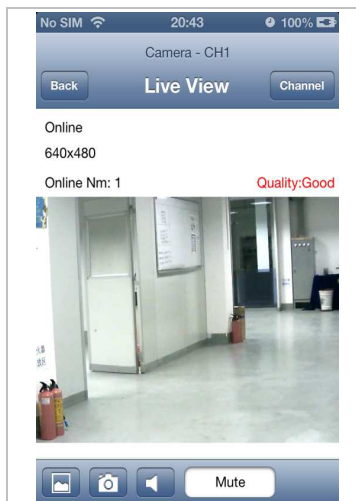 No SIM 20:43 100%
Camera - CH1
Back Live View Channel
Online
640x480
Online Nm: 1 Quality:Good
Mute